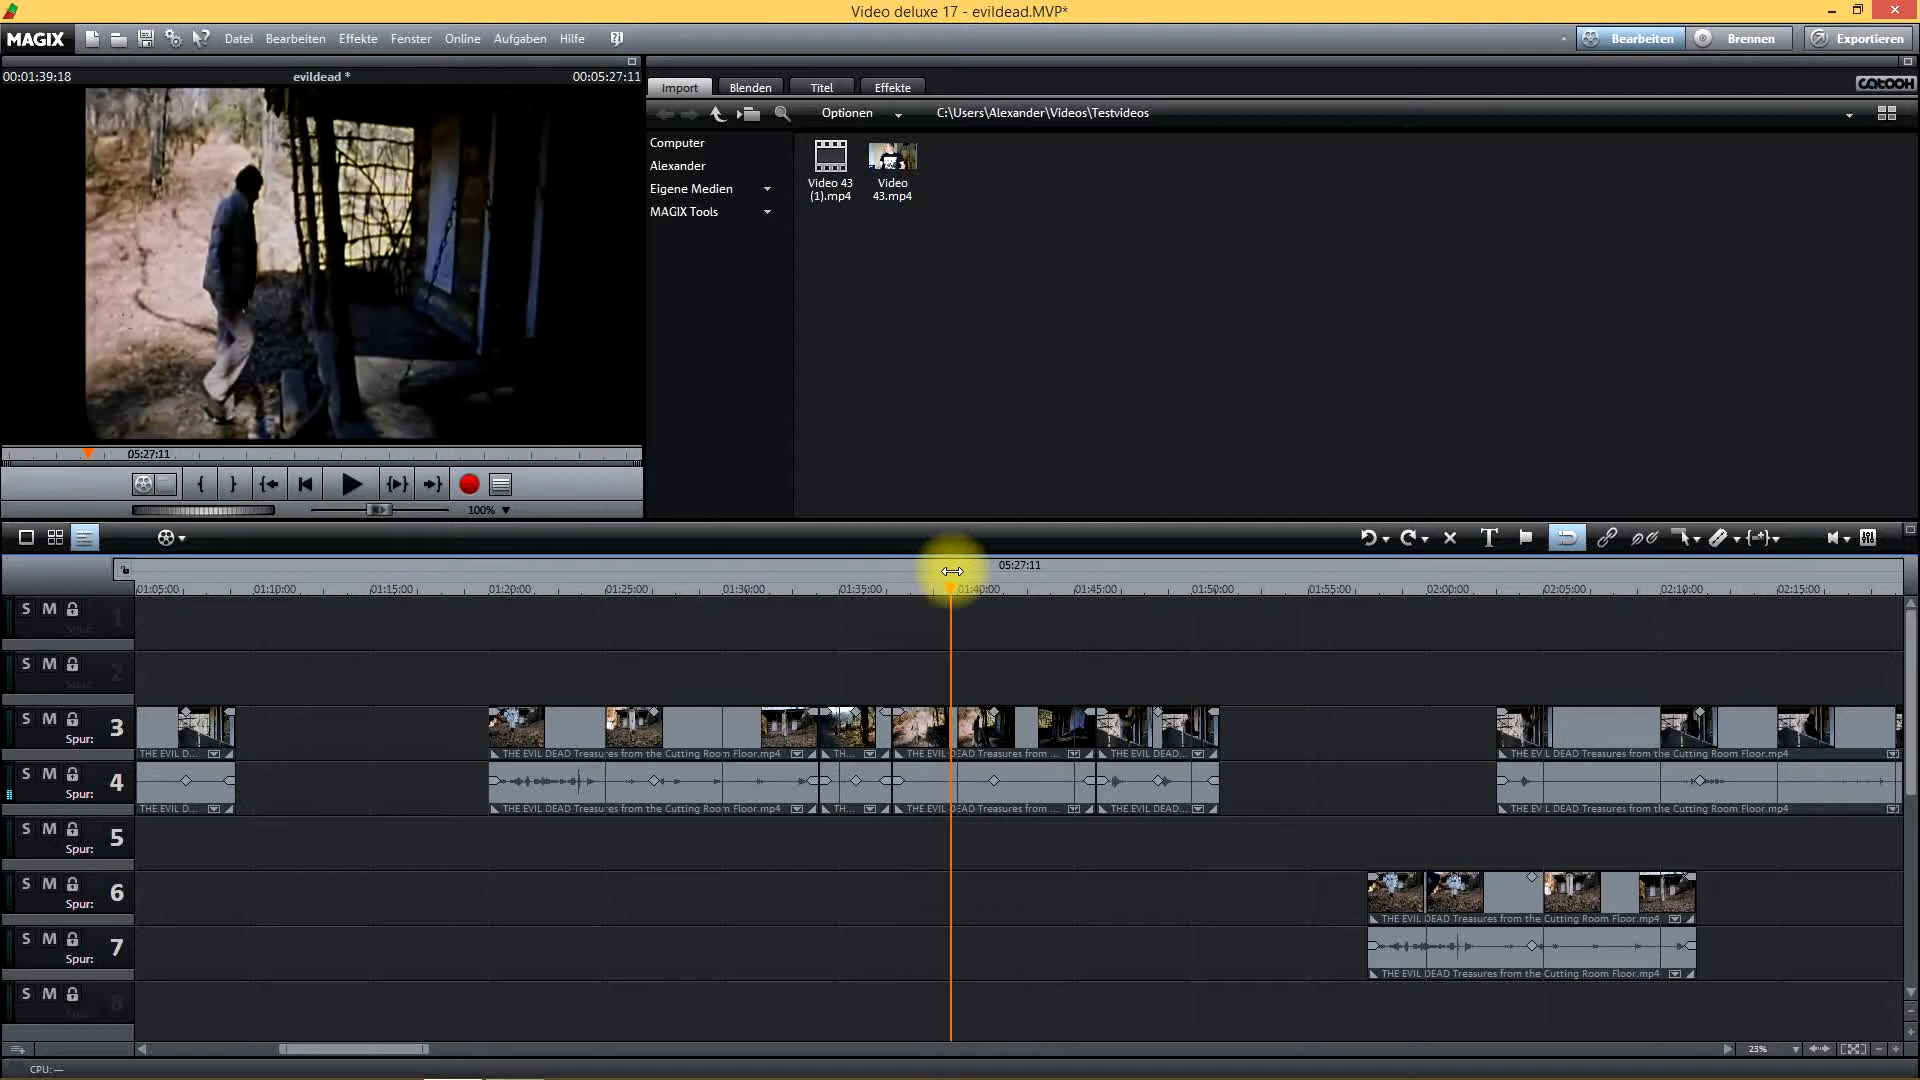 Video deluxe 17 - evildead.MVP*
MAGIX
Datei Bearbeiten Effekte Fenster Online Aufgaben Hilfe
Bearbeiten Brennen Exportieren
00:01:39:18 evildead * 00:05:27:11
Import Blenden Titel Effekte
catooh
Optionen C:\Users\Alexander\Videos\Testvideos
Computer
Alexander
Eigene Medien
MAGIX Tools
Video 43 (1).mp4
Video 43.mp4
05:27:11
100%
05:27:11
01:05:00 01:10:00 01:15:00 01:20:00 01:25:00 01:30:00 01:35:00 01:40:00 01:45:00 01:50:00 01:55:00 02:00:00 02:05:00 02:10:00 02:15:00
S M
Spur: 1
S M
Spur: 2
S M
Spur: 3
THE EVIL D... THE EVIL DEAD Treasures from the Cutting Room Floor.mp4 TH... THE EVIL DEAD Treasures from ... THE EVIL DEAD... THE EVIL DEAD Treasures from the Cutting Room Floor.mp4
S M
Spur: 4
THE EVIL D... THE EVIL DEAD Treasures from the Cutting Room Floor.mp4 TH... THE EVIL DEAD Treasures from ... THE EVIL DEAD... THE EVIL DEAD Treasures from the Cutting Room Floor.mp4
S M
Spur: 5
S M
Spur: 6
THE EVIL DEAD Treasures from the Cutting Room Floor.mp4
S M
Spur: 7
THE EVIL DEAD Treasures from the Cutting Room Floor.mp4
S M
Spur: 8
23%
CPU: —